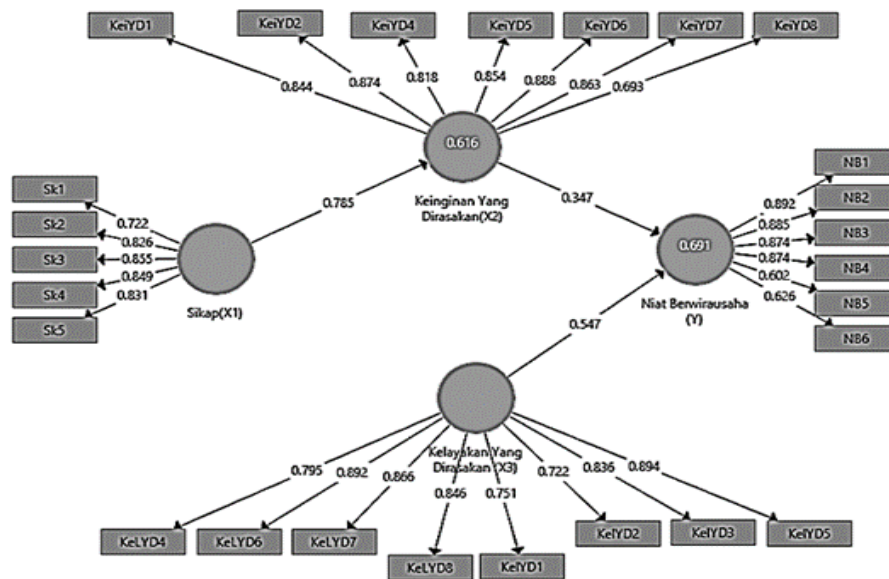 KeiYD1
KeiYD2
KeiYD4
KeiYD5
KeiYD6
KeiYD7
KeiYD8
0.844
0.874
0.818
0.854
0.888
0.863
0.693
0.616
Keinginan Yang
Dirasakan(X2)
Sk1
Sk2
Sk3
Sk4
Sk5
0.722
0.826
0.855
0.849
0.831
Sikap(X1)
0.785
0.347
0.547
0.691
Niat Berwirausaha
(Y)
0.892
0.885
0.874
0.874
0.602
0.626
NB1
NB2
NB3
NB4
NB5
NB6
Kelayakan Yang
Dirasakan (X3)
0.795
0.892
0.866
0.846
0.751
0.722
0.836
0.894
KeLYD4
KeLYD6
KeLYD7
KeLYD8
KelYD1
KelYD2
KelYD3
KelYD5